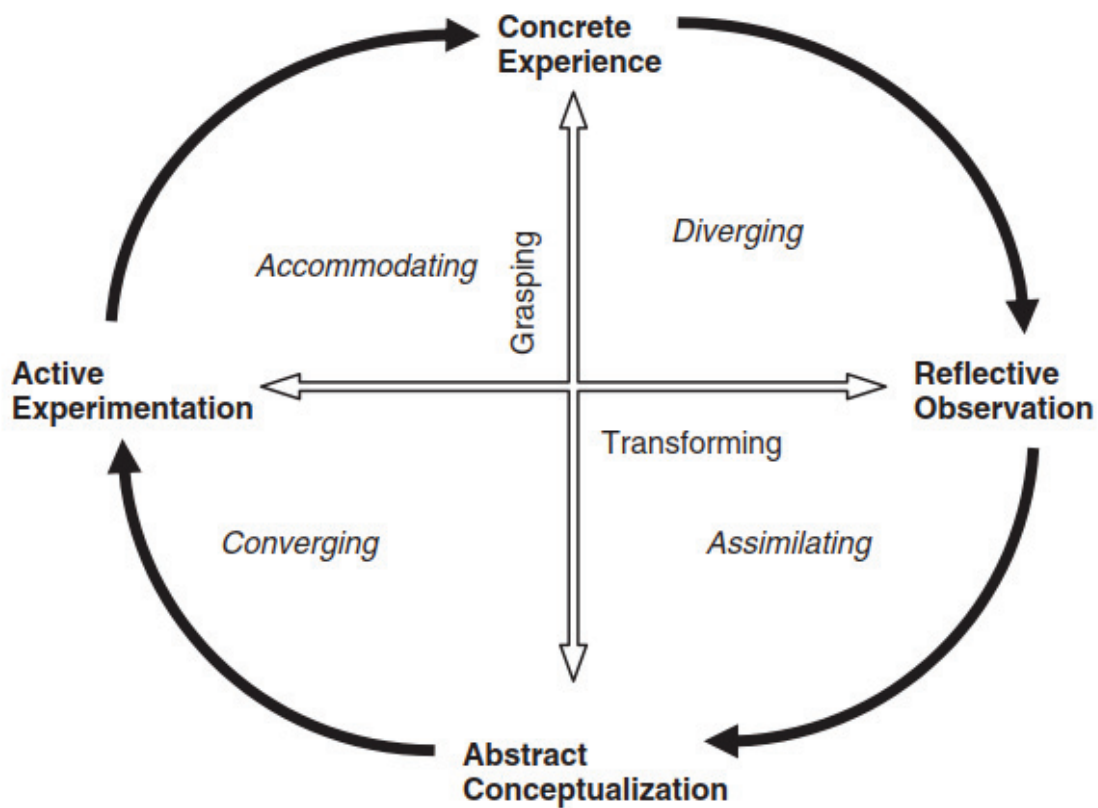 Concrete
Experience
Diverging
Accommodating
Grasping
Active
Experimentation
Reflective
Observation
Transforming
Converging
Assimilating
Abstract
Conceptualization